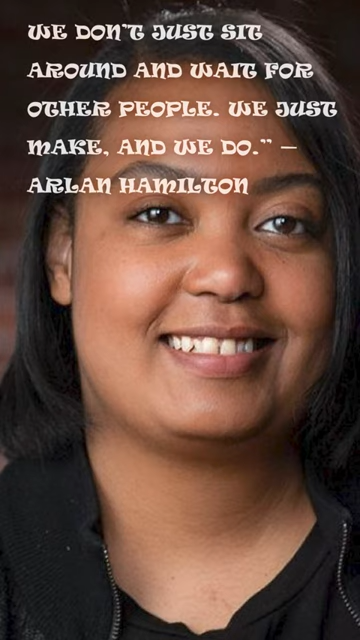 WE DON'T JUST SIT
AROUND AND WAIT FOR
OTHER PEOPLE. WE JUST
MAKE, AND WE DO.” –
ARLAN HAMILTON